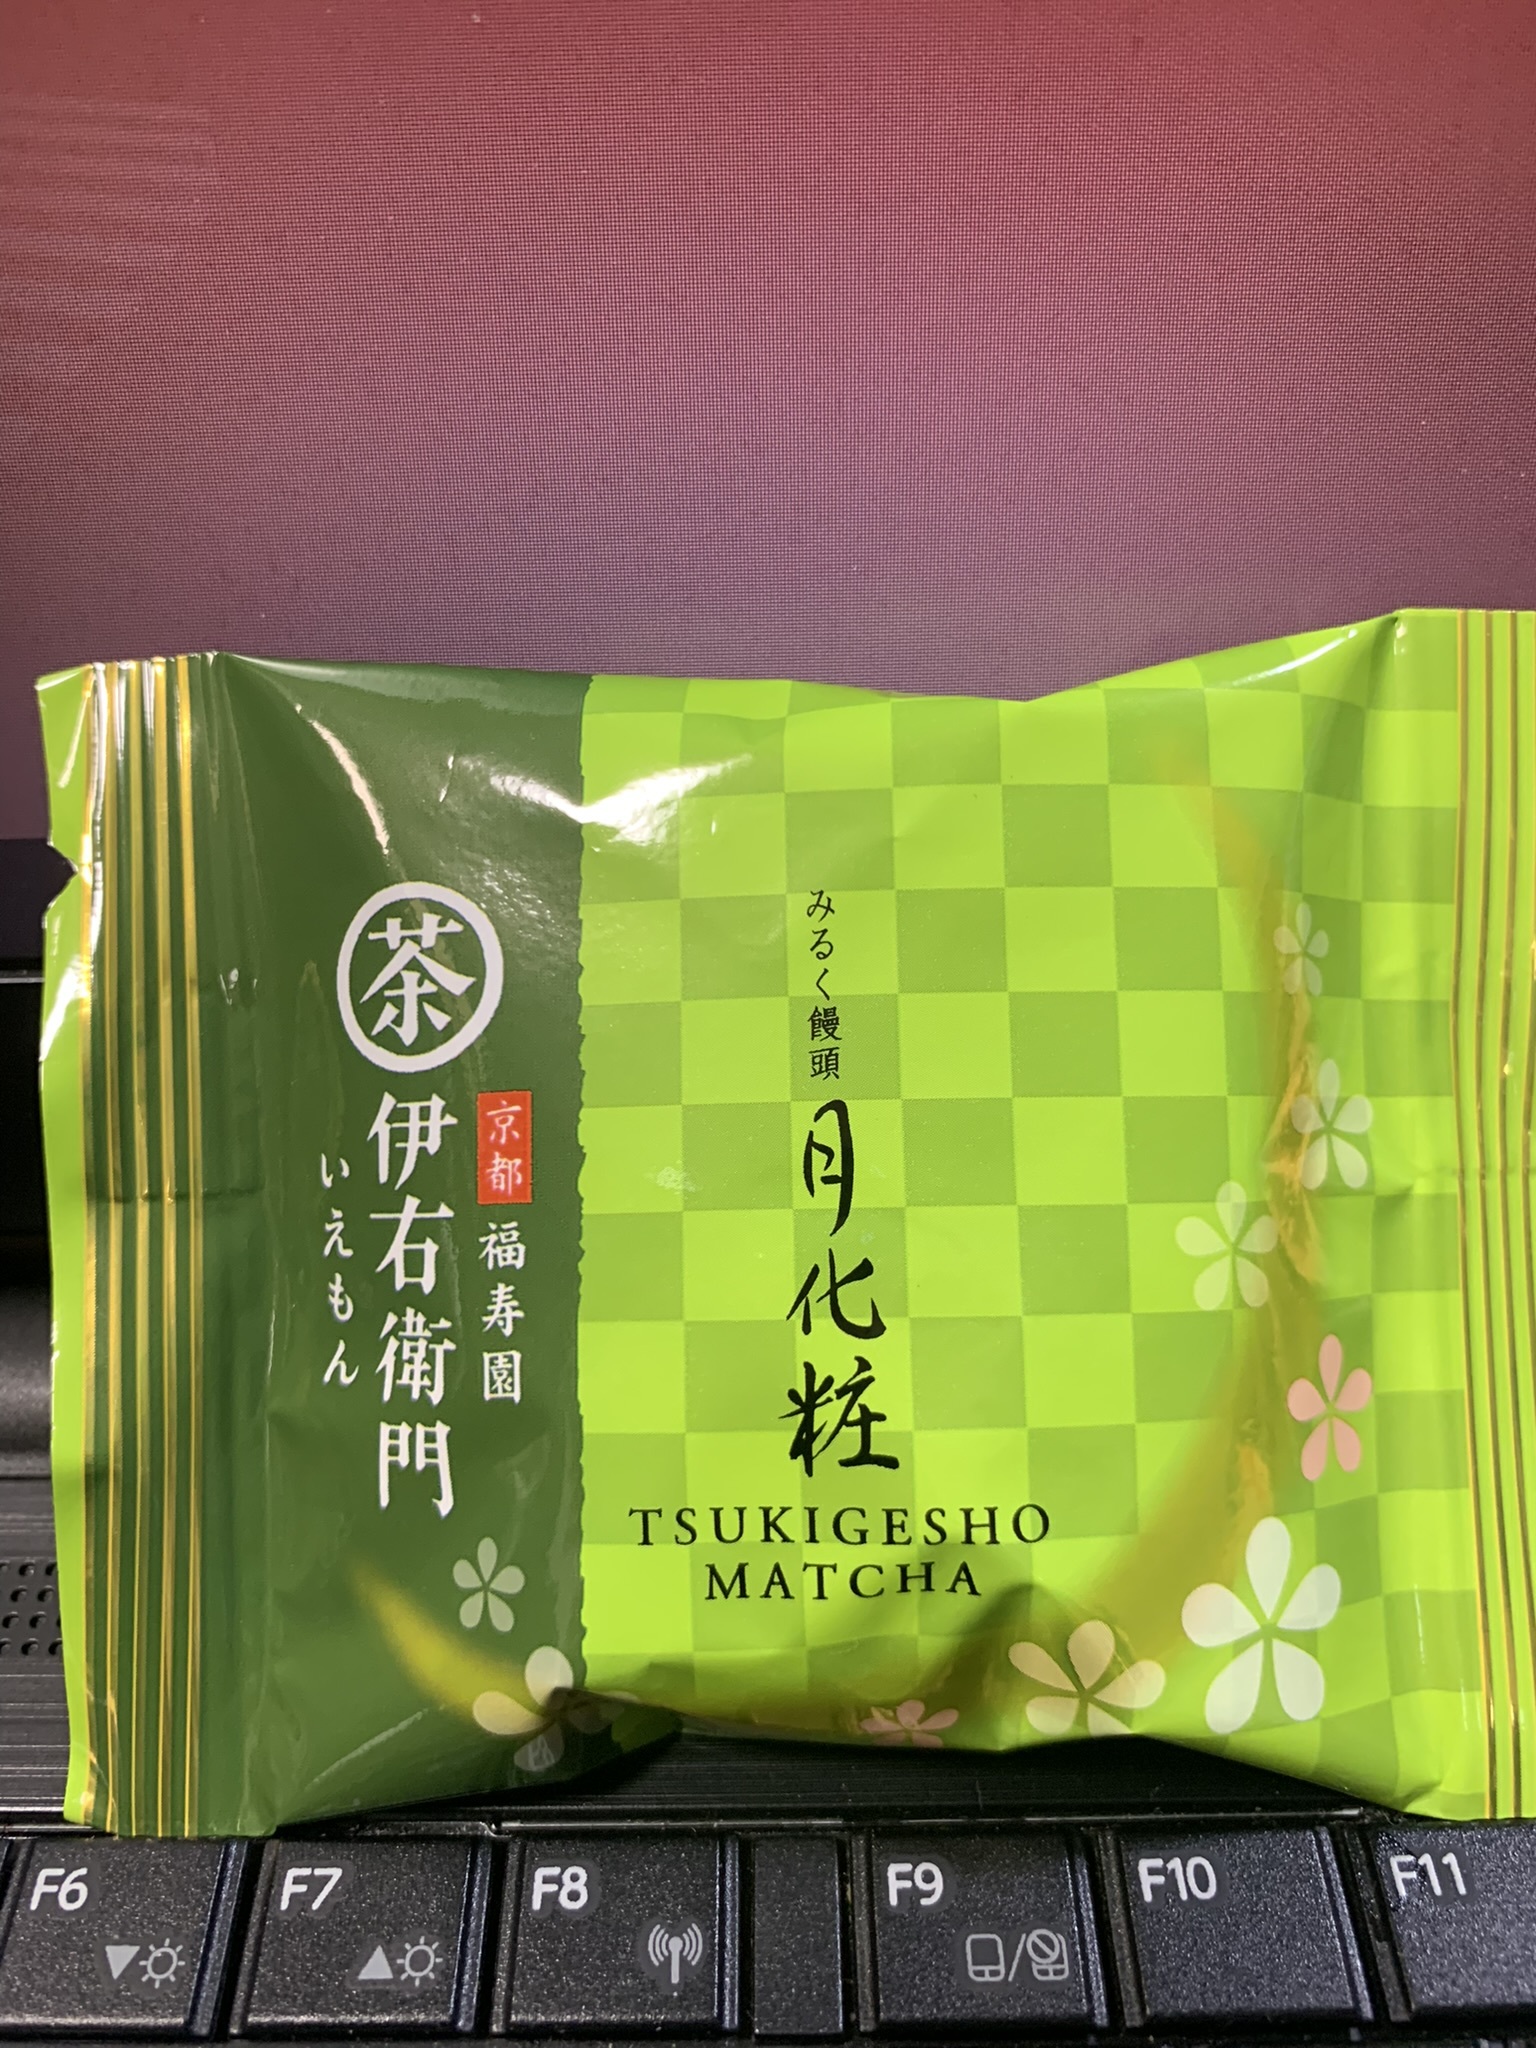 みるく饅頭
月化粧
TSUKIGESHO
MATCHA
茶
京都 福寿園
伊右衛門
いえもん
F6
F7
F8
F9
F10
F11